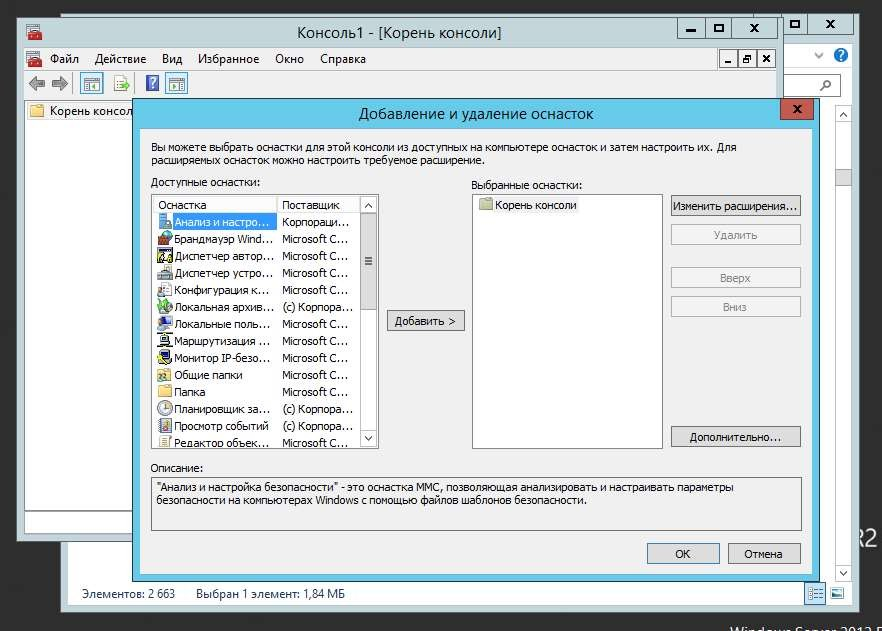 Консоль1 - [Корень консоли]
Файл Действие Вид Избранное Окно Справка
Корень консол
Добавление и удаление оснасток
Вы можете выбрать оснастки для этой консоли из доступных на компьютере оснасток и затем настроить их. Для
расширяемых оснасток можно настроить требуемое расширение.
Доступные оснастки:
Оснастка Поставщик
Анализ и настро... Корпораци...
Брандмауэр Wind... Microsoft C...
Диспетчер автор... Microsoft C...
Диспетчер устро... Microsoft C...
Конфигурация к... Microsoft C...
Локальная архив... (c) Корпора...
Локальные поль... Microsoft C...
Маршрутизация ... Microsoft C...
Монитор IP-безо... Microsoft C...
Общие папки Microsoft C...
Папка Microsoft C...
Планировщик за... (c) Корпора...
Просмотр событий (c) Корпора...
Редактор объек... Microsoft C...
Добавить >
Выбранные оснастки:
Корень консоли
Изменить расширения...
Удалить
Вверх
Вниз
Дополнительно...
Описание:
"Анализ и настройка безопасности" - это оснастка MMC, позволяющая анализировать и настраивать параметры
безопасности на компьютерах Windows с помощью файлов шаблонов безопасности.
ОК Отмена
R2
Элементов: 2 663 Выбран 1 элемент: 1,84 МБ
Windows Server 2012